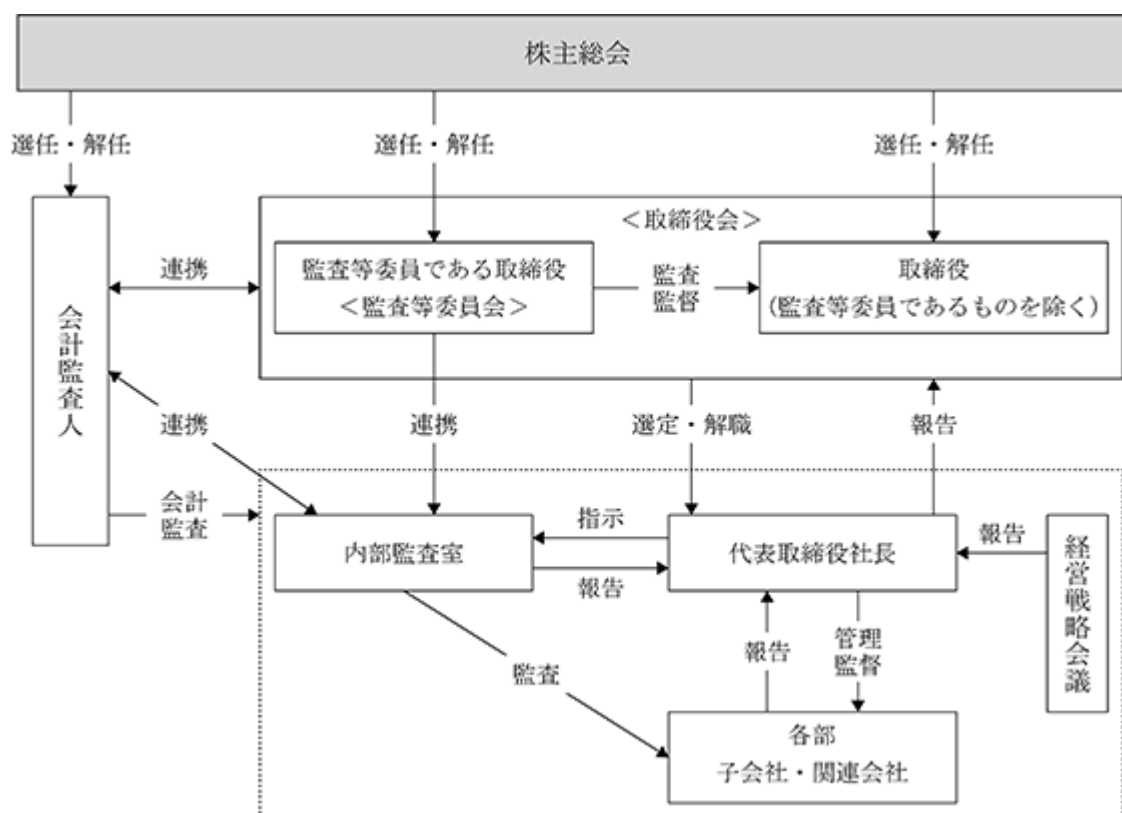 株主総会
選任・解任
選任・解任
選任・解任
＜取締役会＞
監査等委員である取締役
＜監査等委員会＞
監査
監督
取締役
（監査等委員であるものを除く）
連携
会計監査人
連携
連携
選定・解職
報告
会計
監査
内部監査室
指示
報告
代表取締役社長
報告
経営戦略会議
監査
報告
管理
監督
各部
子会社・関連会社